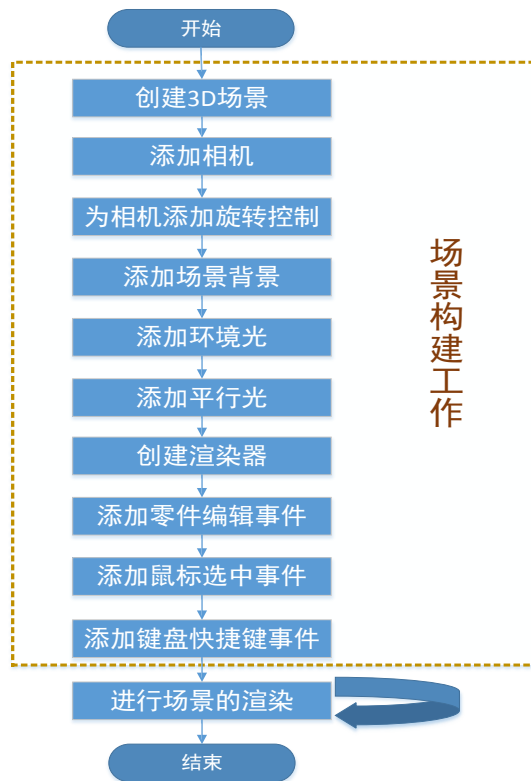 开始
创建3D场景
添加相机
为相机添加旋转控制
添加场景背景
添加环境光
添加平行光
创建渲染器
添加零件编辑事件
添加鼠标选中事件
添加键盘快捷键事件
场景构建工作
进行场景的渲染
结束